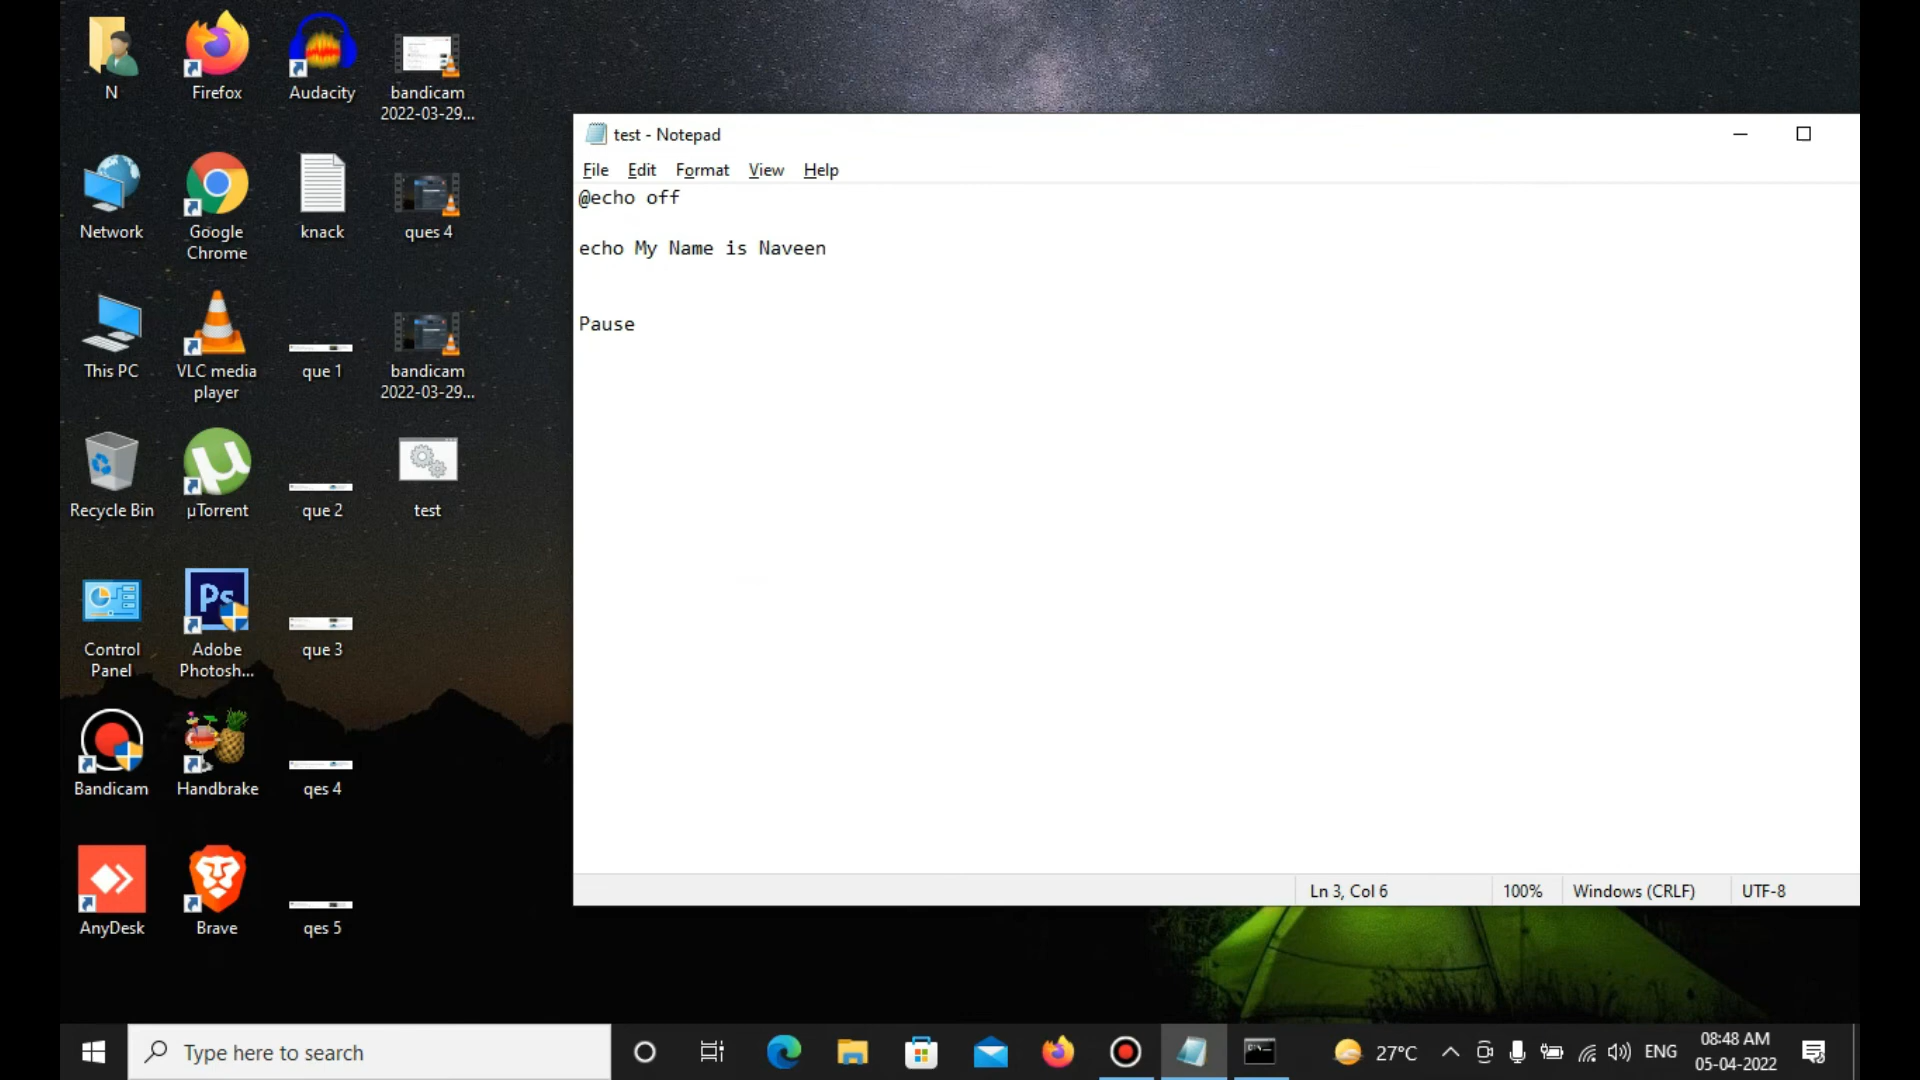 N
Firefox
Audacity
bandicam
2022-03-29...
Network
Google
Chrome
knack
ques 4
This PC
VLC media
player
que 1
bandicam
2022-03-29...
Recycle Bin
µTorrent
que 2
test
Control
Panel
Ps
Adobe
Photosh...
que 3
Bandicam
Handbrake
qes 4
AnyDesk
Brave
qes 5
test - Notepad
File Edit Format View Help
@echo off
echo My Name is Naveen
Pause
Ln 3, Col 6 100% Windows (CRLF) UTF-8
Type here to search
27°C
ENG
08:48 AM
05-04-2022